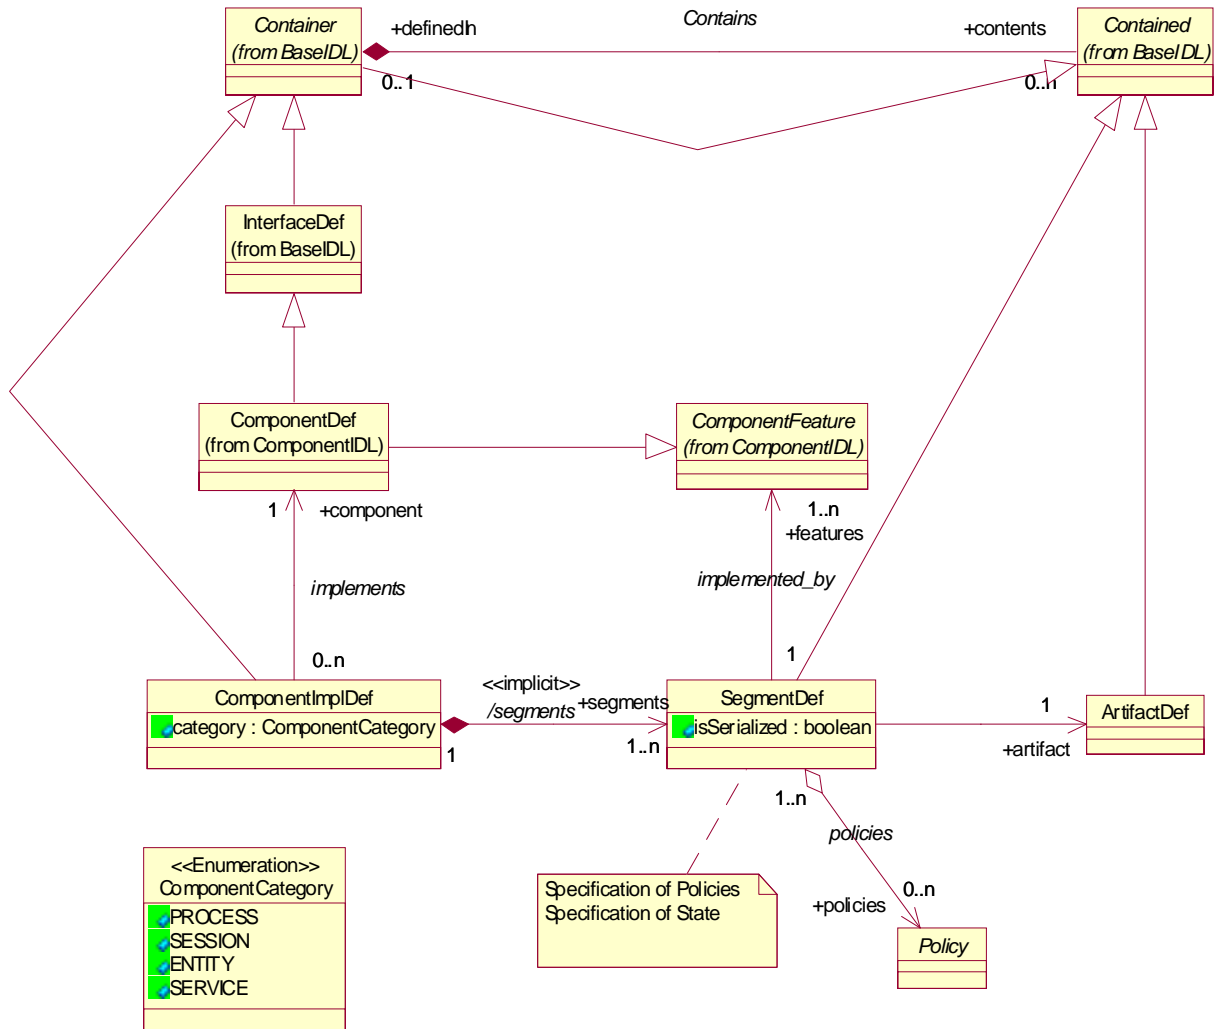 Container
(from BaseIDL)
+definedIn
Contains
+contents
Contained
(from BaseIDL)
0..1
0..n
InterfaceDef
(from BaseIDL)
ComponentDef
(from ComponentIDL)
ComponentFeature
(from ComponentIDL)
1
+component
1..n
+features
implements
implemented_by
0..n
1
ComponentImplDef
category : ComponentCategory
<<implicit>>
/segments
+segments
1
1..n
SegmentDef
isSerialized : boolean
1
+artifact
ArtifactDef
1..n
policies
0..n
+policies
Policy
<<Enumeration>>
ComponentCategory
PROCESS
SESSION
ENTITY
SERVICE
Specification of Policies
Specification of State